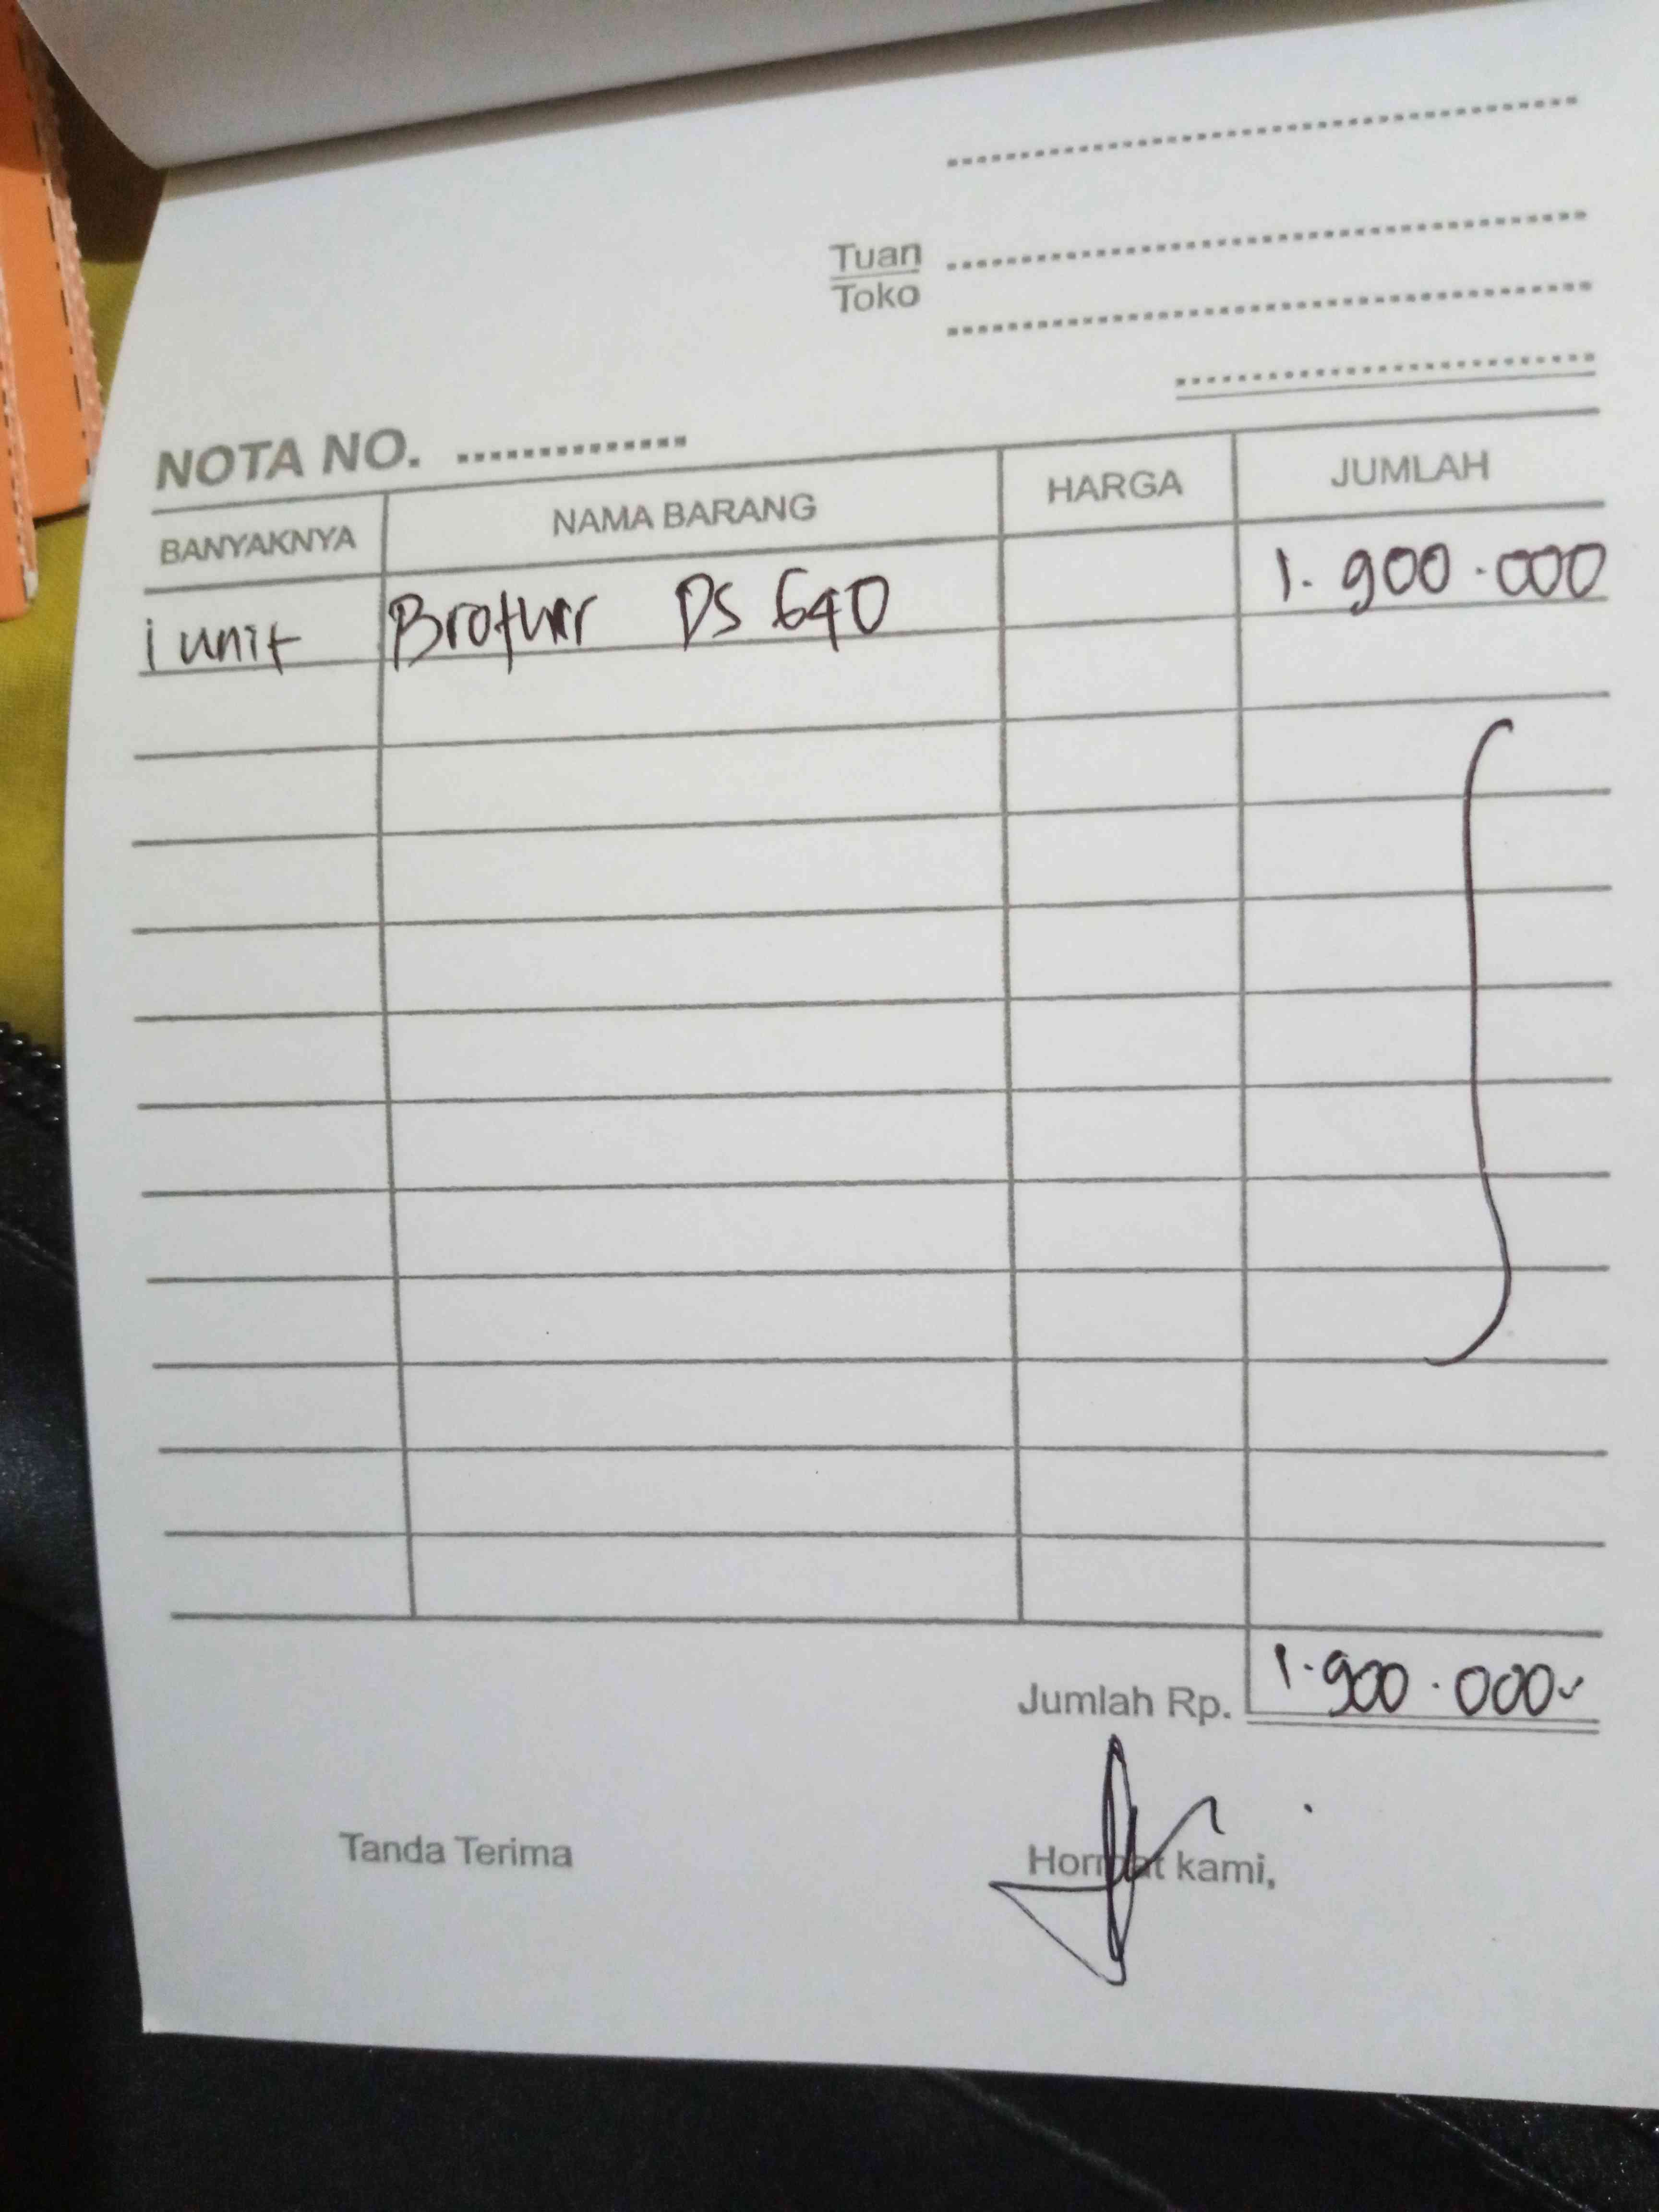 Tuan
Toko
NOTA NO. ..............
BANYAKNYA NAMA BARANG HARGA JUMLAH
1 unit Brother DS 640 1.900.000
Jumlah Rp. 1.900.000
Tanda Terima Hormat kami,